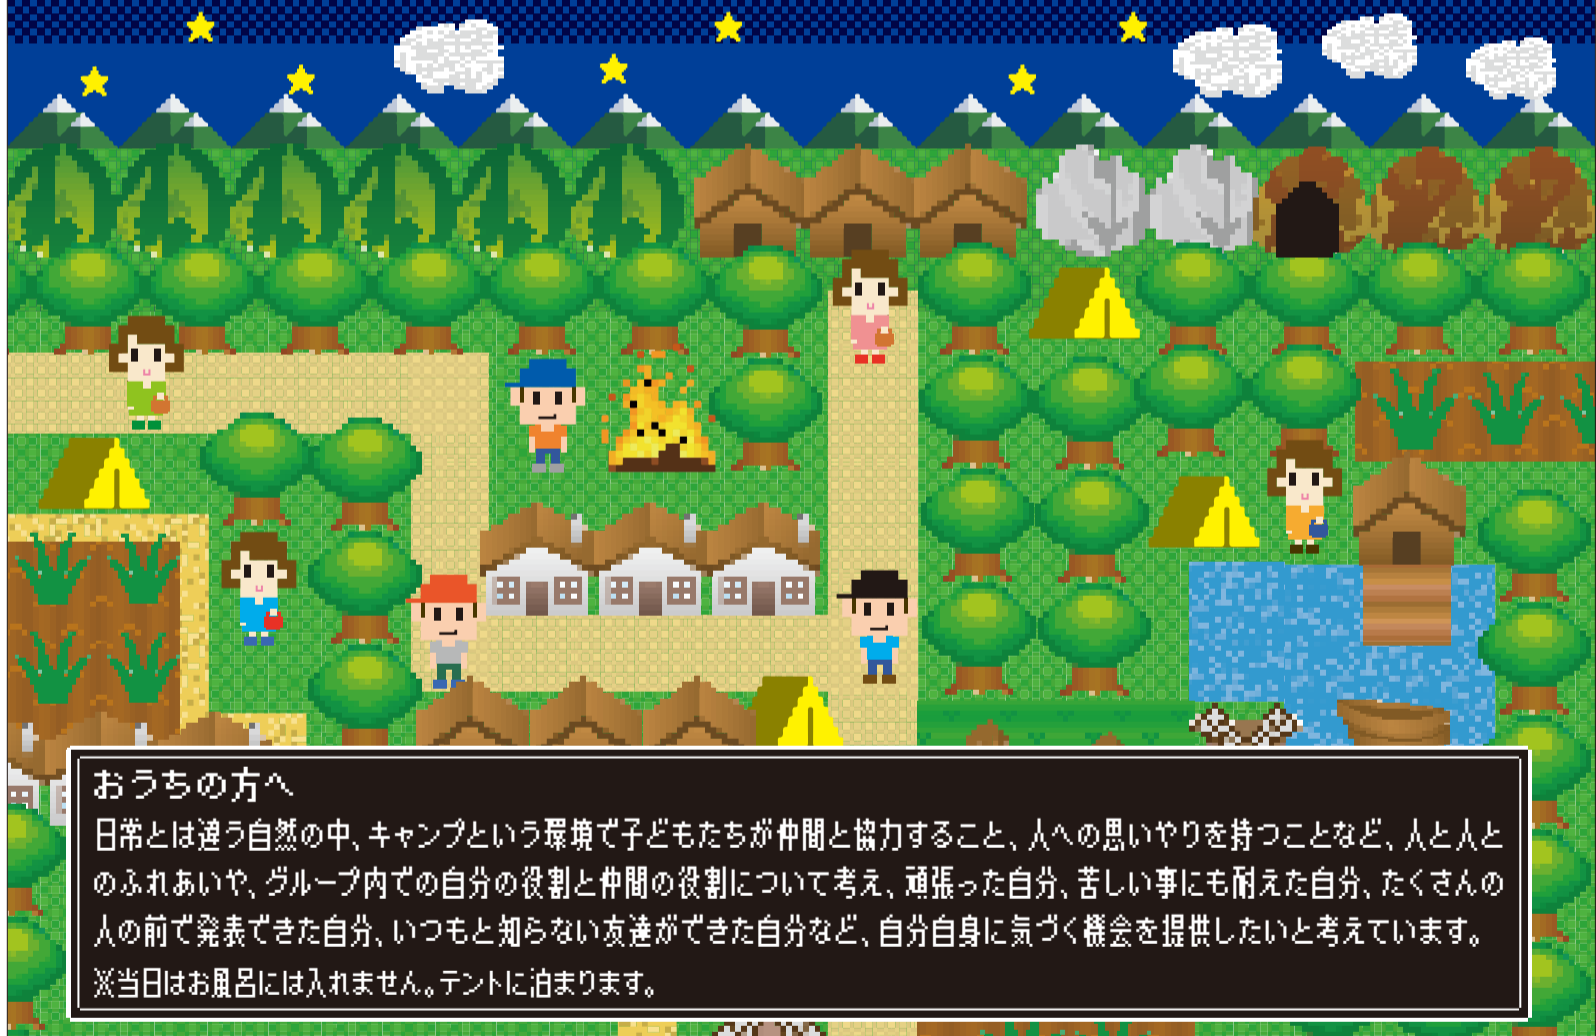 おうちの方へ
日常とは違う自然の中、キャンプという環境で子どもたちが仲間と協力すること、人への思いやりを持つことなど、人と人と
のふれあいや、グループ内での自分の役割と仲間の役割について考え、頑張った自分、苦しい事にも耐えた自分、たくさんの
人の前で発表できた自分、いつもと知らない友達ができた自分など、自分自身に気づく機会を提供したいと考えています。
※当日はお風呂には入れません。テントに泊まります。